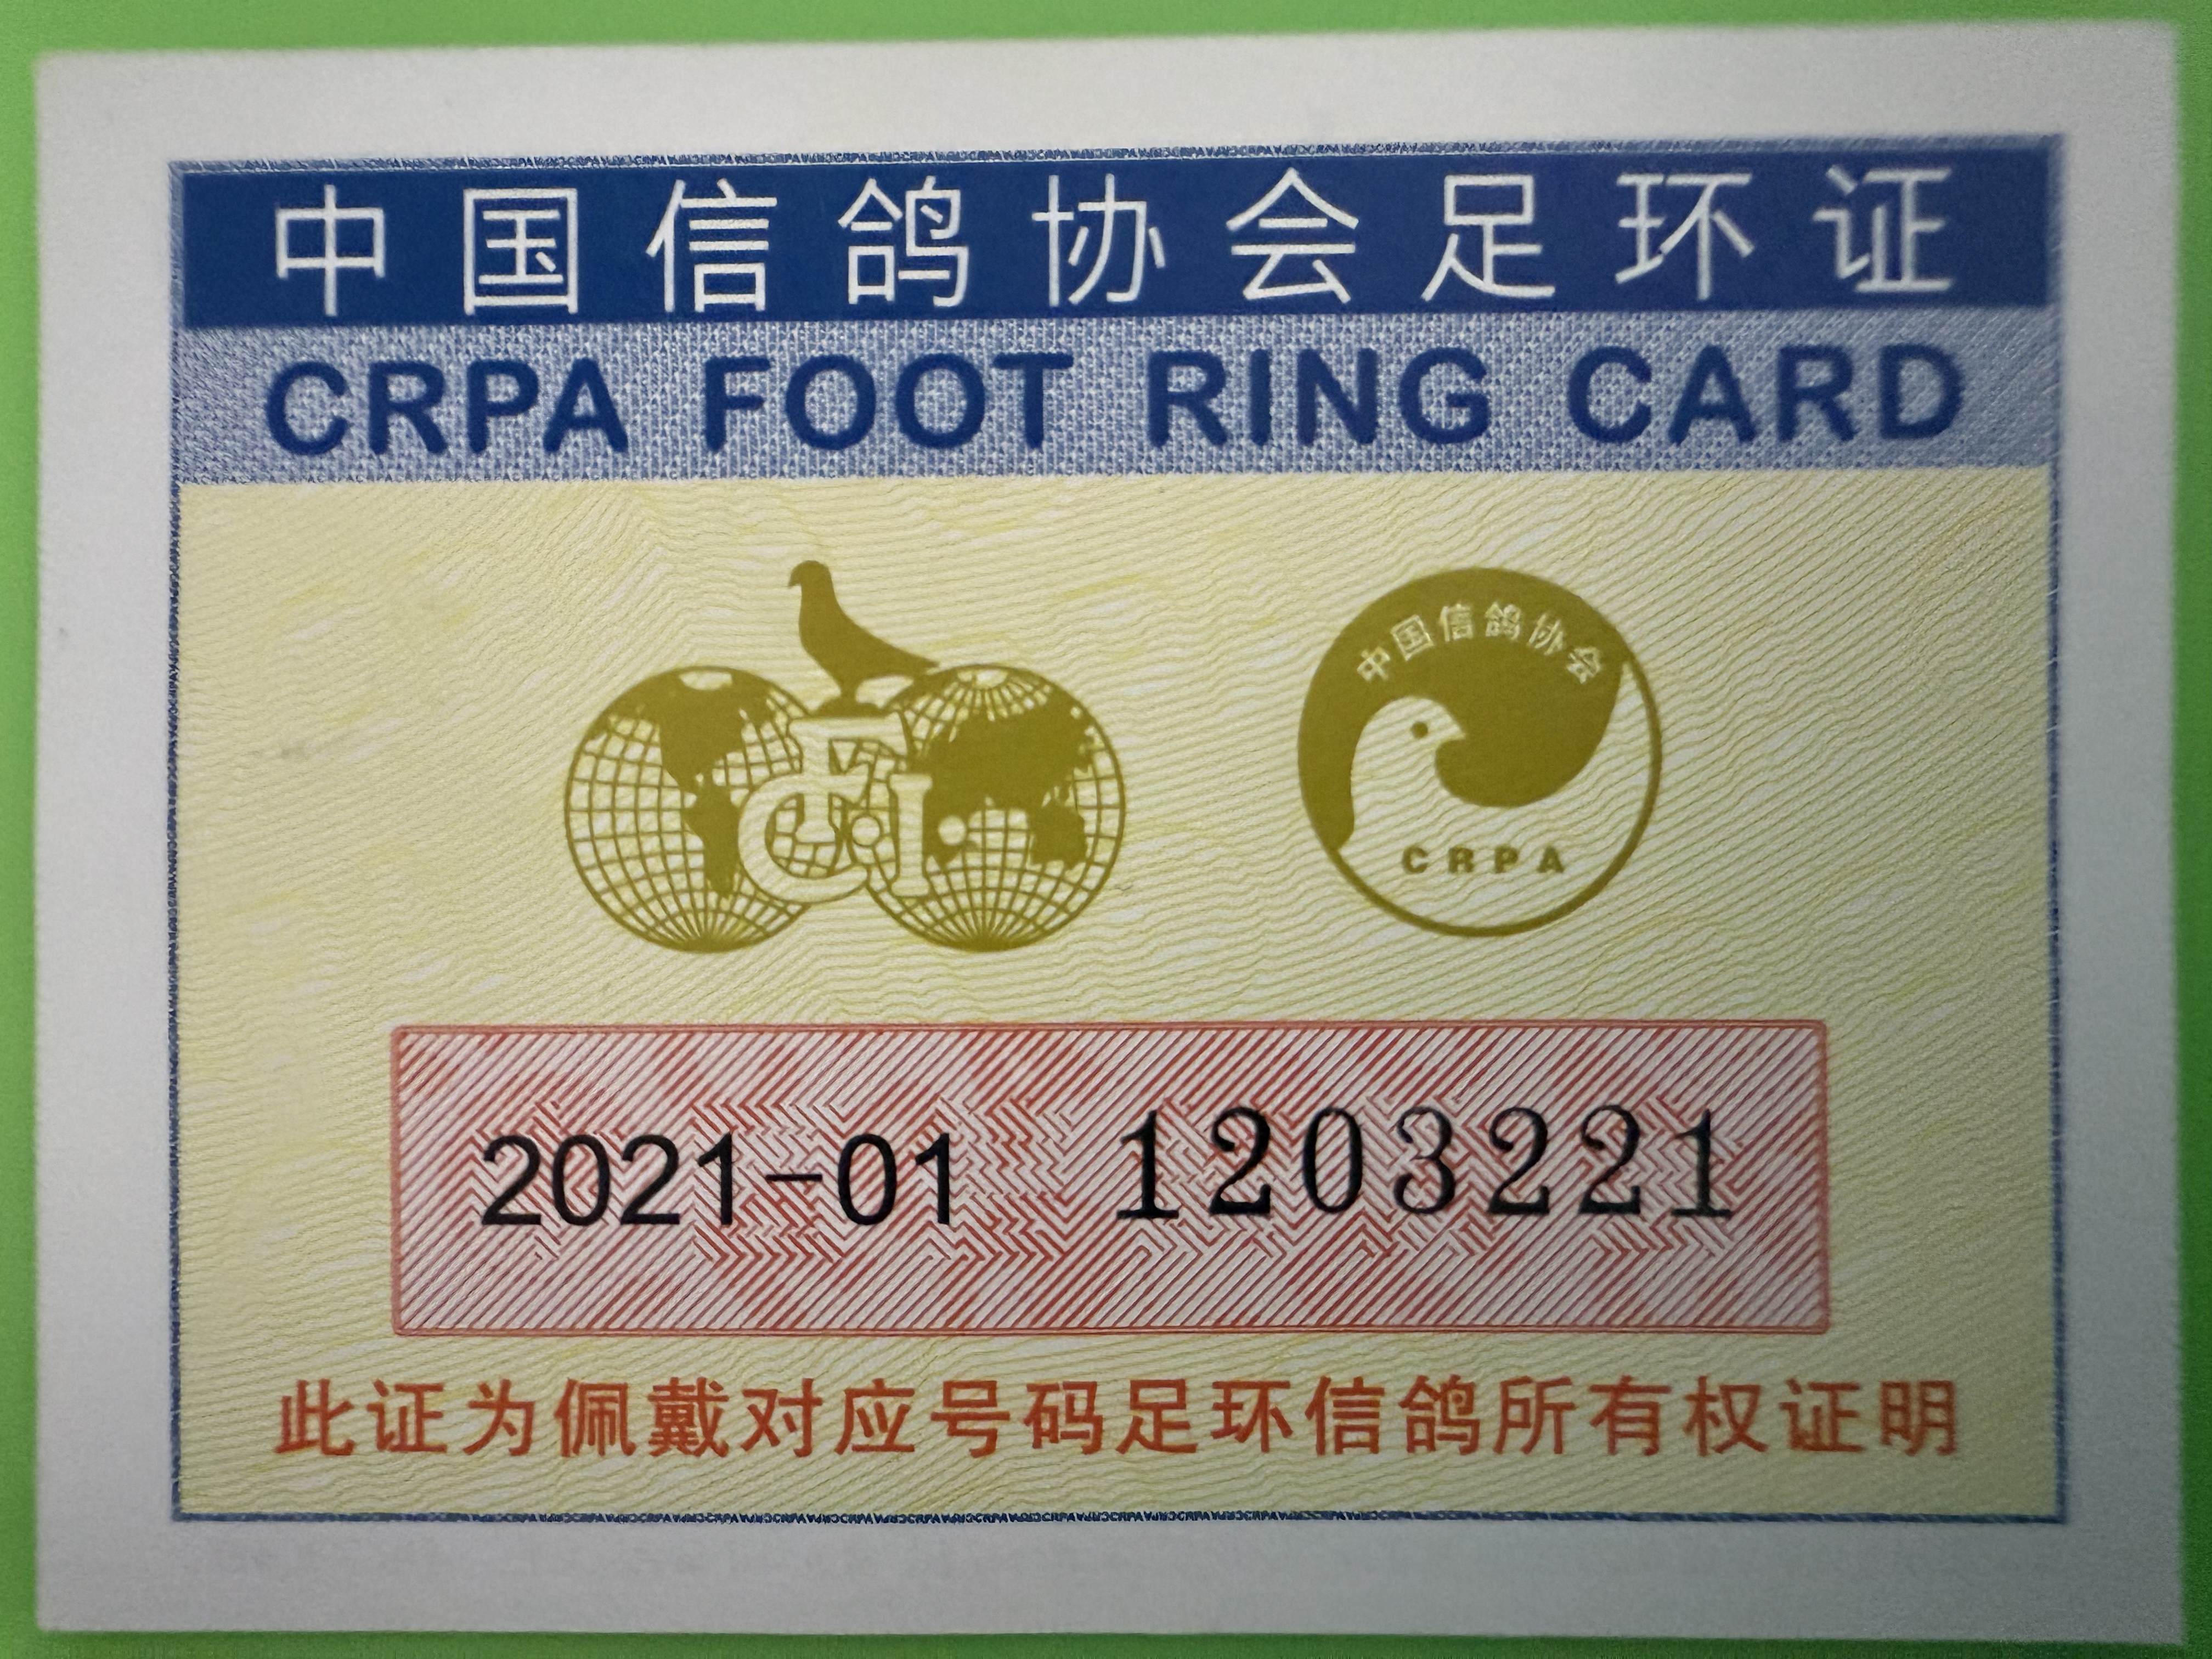 中国信鸽协会足环证
CRPA FOOT RING CARD
F.C.I.
中国信鸽协会
CRPA
2021-01 1203221
此证为佩戴对应号码足环信鸽所有权证明